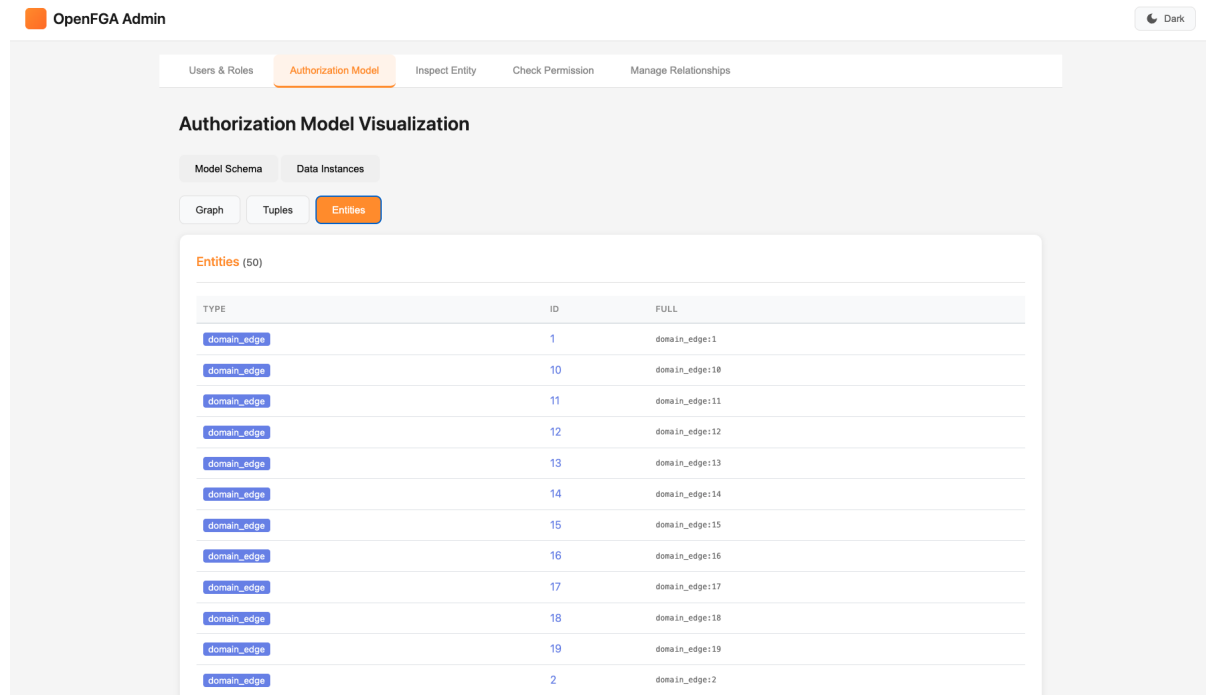 OpenFGA Admin
Dark
Users & Roles Authorization Model Inspect Entity Check Permission Manage Relationships
Authorization Model Visualization
Model Schema Data Instances
Graph Tuples Entities
Entities (50)
TYPE ID FULL
domain_edge 1 domain_edge:1
domain_edge 10 domain_edge:10
domain_edge 11 domain_edge:11
domain_edge 12 domain_edge:12
domain_edge 13 domain_edge:13
domain_edge 14 domain_edge:14
domain_edge 15 domain_edge:15
domain_edge 16 domain_edge:16
domain_edge 17 domain_edge:17
domain_edge 18 domain_edge:18
domain_edge 19 domain_edge:19
domain_edge 2 domain_edge:2